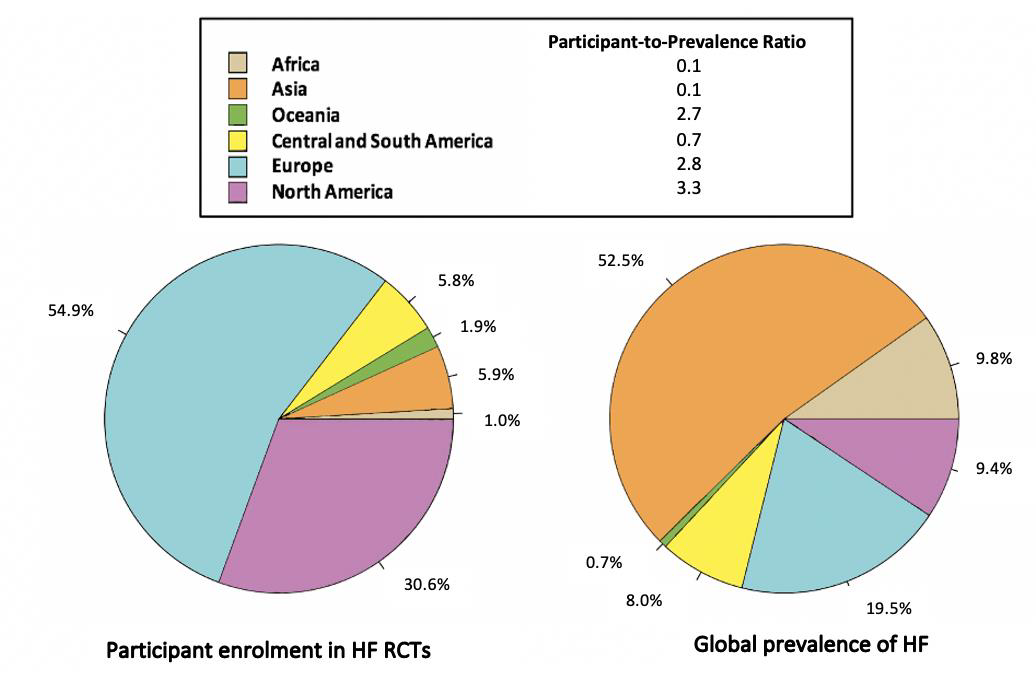 Participant-to-Prevalence Ratio
Africa 0.1
Asia 0.1
Oceania 2.7
Central and South America 0.7
Europe 2.8
North America 3.3
54.9%
5.8%
1.9%
5.9%
1.0%
30.6%
Participant enrolment in HF RCTs
52.5%
9.8%
9.4%
0.7%
8.0%
19.5%
Global prevalence of HF